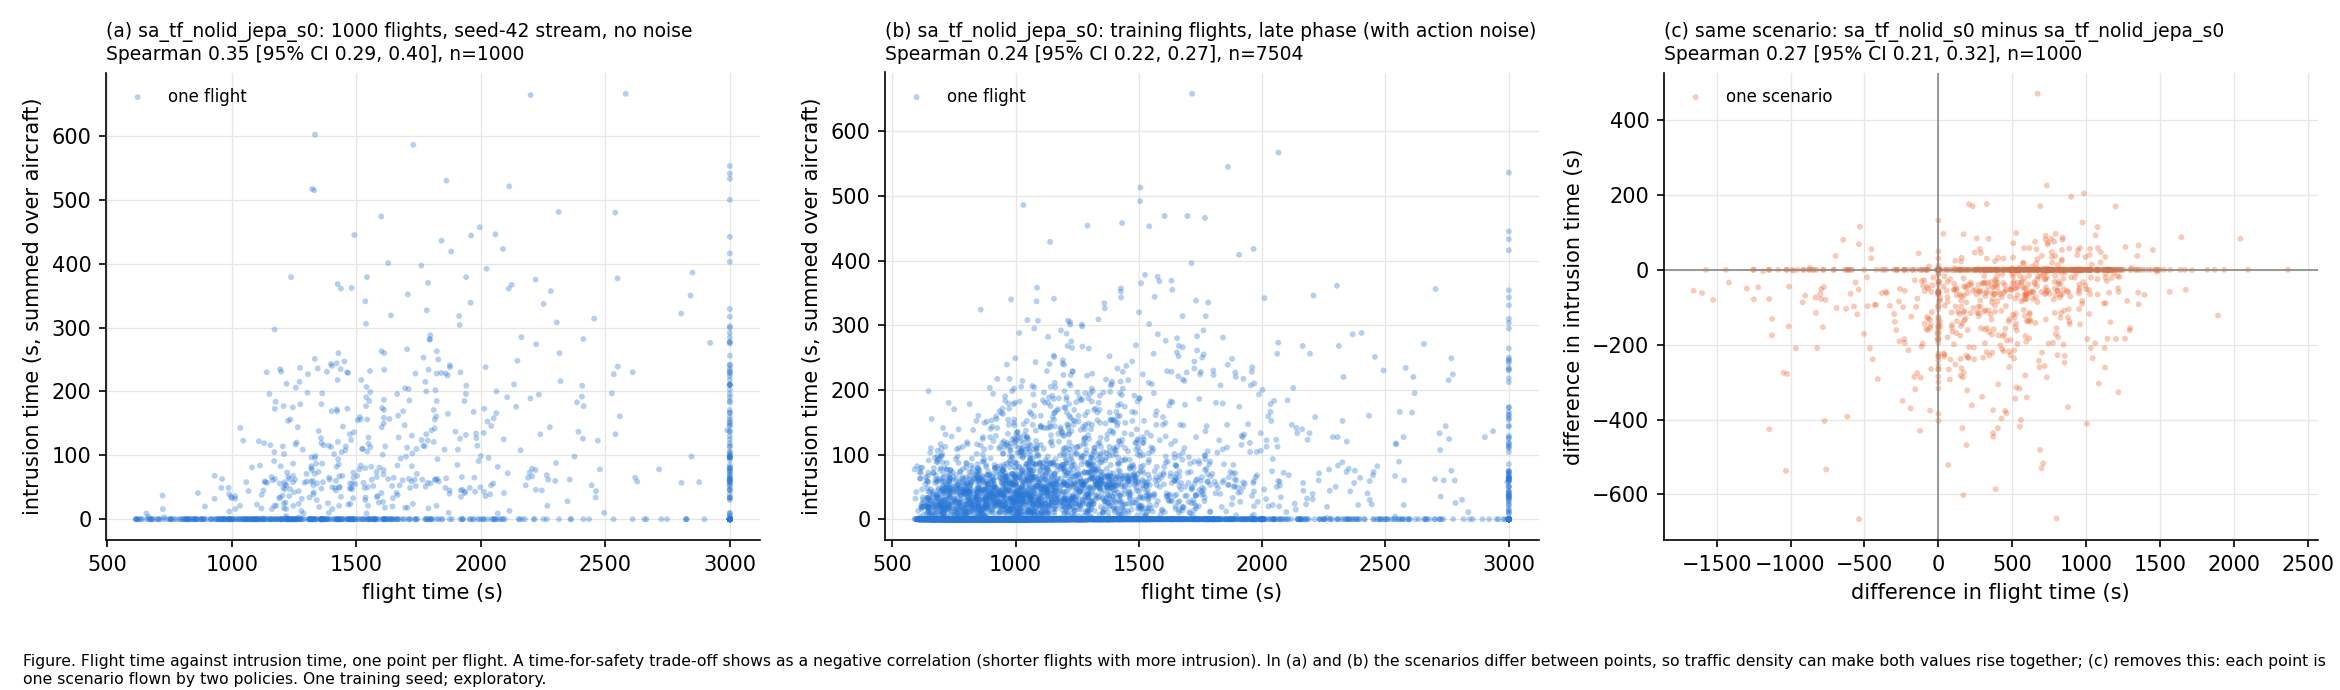 (a) sa_tf_nolid_jepa_s0: 1000 flights, seed-42 stream, no noise
Spearman 0.35 [95% CI 0.29, 0.40], n=1000
one flight
intrusion time (s, summed over aircraft)
600
500
400
300
200
100
0
500 1000 1500 2000 2500 3000
flight time (s)
(b) sa_tf_nolid_jepa_s0: training flights, late phase (with action noise)
Spearman 0.24 [95% CI 0.22, 0.27], n=7504
one flight
intrusion time (s, summed over aircraft)
600
500
400
300
200
100
0
500 1000 1500 2000 2500 3000
flight time (s)
(c) same scenario: sa_tf_nolid_s0 minus sa_tf_nolid_jepa_s0
Spearman 0.27 [95% CI 0.21, 0.32], n=1000
one scenario
difference in intrusion time (s)
400
200
0
−200
−400
−600
−1500 −1000 −500 0 500 1000 1500 2000 2500
difference in flight time (s)
Figure. Flight time against intrusion time, one point per flight. A time-for-safety trade-off shows as a negative correlation (shorter flights with more intrusion). In (a) and (b) the scenarios differ between points, so traffic density can make both values rise together; (c) removes this: each point is
one scenario flown by two policies. One training seed; exploratory.